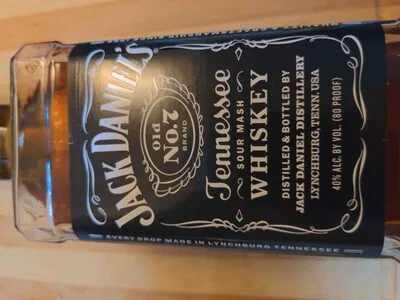 JACK DANIEL'S
Old
NO.7
BRAND
Tennessee
SOUR MASH
WHISKEY
DISTILLED & BOTTLED BY
JACK DANIEL DISTILLERY
LYNCHBURG, TENN. USA
40% ALC. BY VOL. (80 PROOF)
EVERY DROP MADE IN LYNCHBURG TENNESSEE